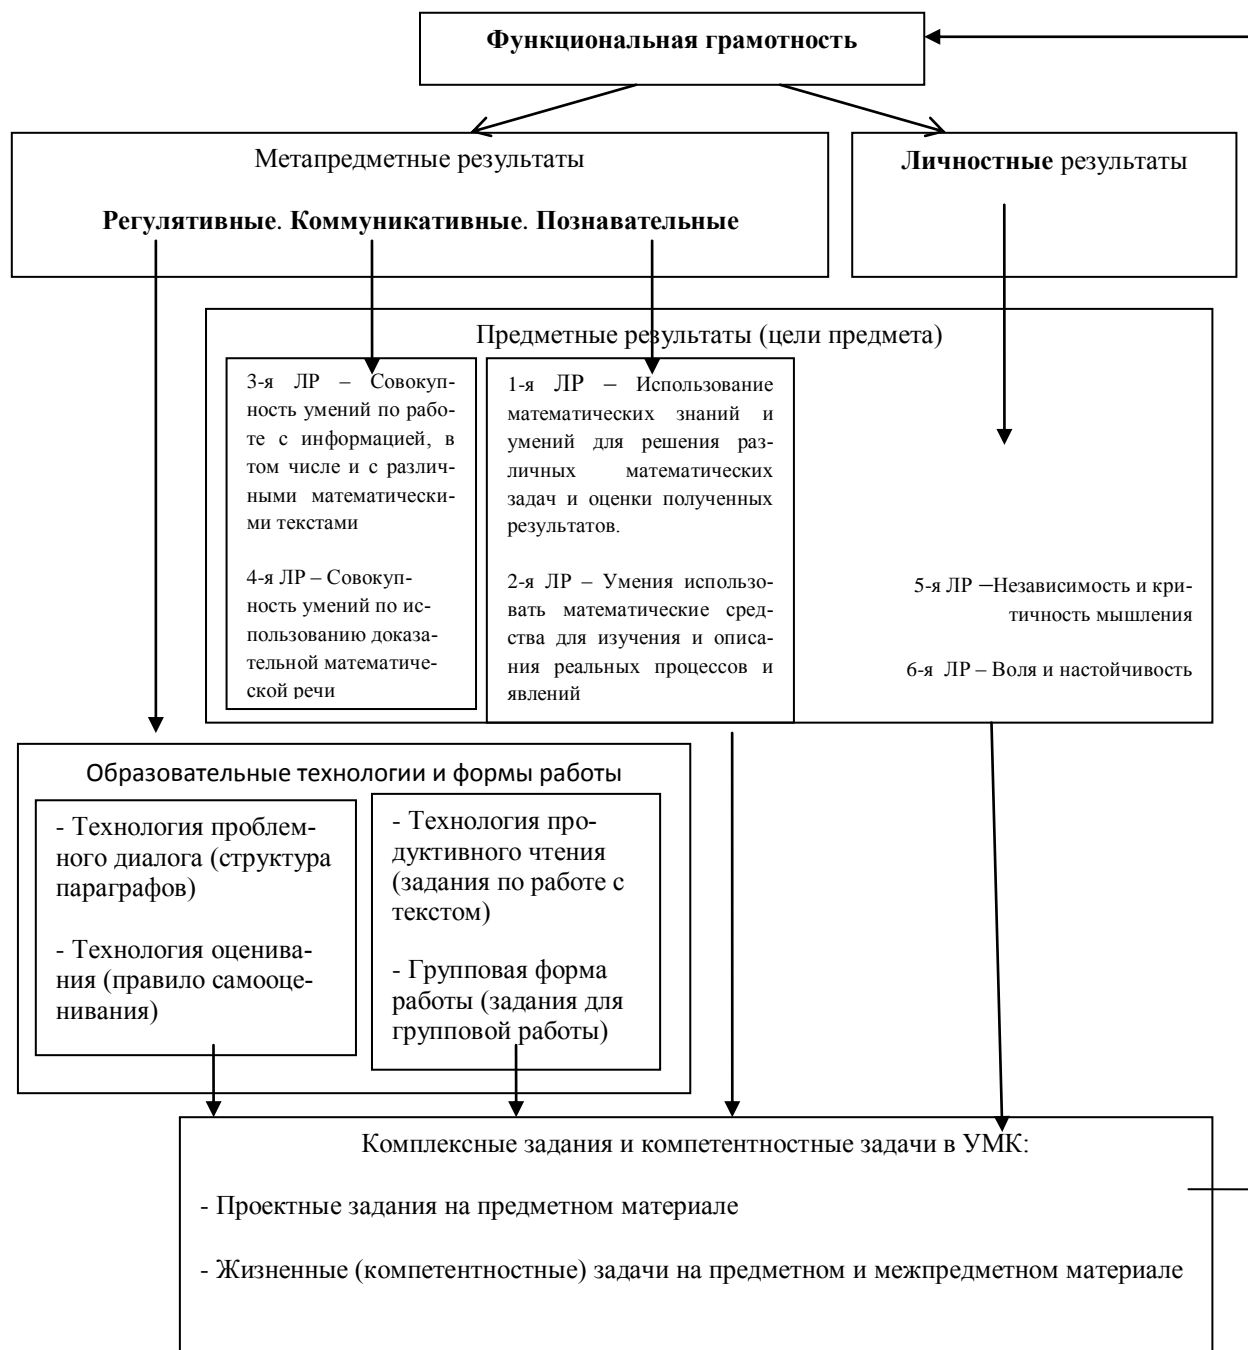 Функциональная грамотность
Метапредметные результаты
Регулятивные. Коммуникативные. Познавательные
Личностные результаты
Предметные результаты (цели предмета)
3-я ЛР – Совокуп-
ность умений по рабо-
те с информацией, в
том числе и с различ-
ными математически-
ми текстами
4-я ЛР – Совокуп-
ность умений по ис-
пользованию доказа-
тельной математиче-
ской речи
1-я ЛР – Использование
математических знаний и
умений для решения раз-
личных математических
задач и оценки полученных
результатов.
2-я ЛР – Умения использо-
вать математические сред-
ства для изучения и описа-
ния реальных процессов и
явлений
5-я ЛР –Независимость и кри-
тичность мышления
6-я ЛР – Воля и настойчивость
Образовательные технологии и формы работы
- Технология проблем-
ного диалога (структура
параграфов)
- Технология оценива-
ния (правило самооце-
нивания)
- Технология про-
дуктивного чтения
(задания по работе с
текстом)
- Групповая форма
работы (задания для
групповой работы)
Комплексные задания и компетентностные задачи в УМК:
- Проектные задания на предметном материале
- Жизненные (компетентностные) задачи на предметном и межпредметном материале